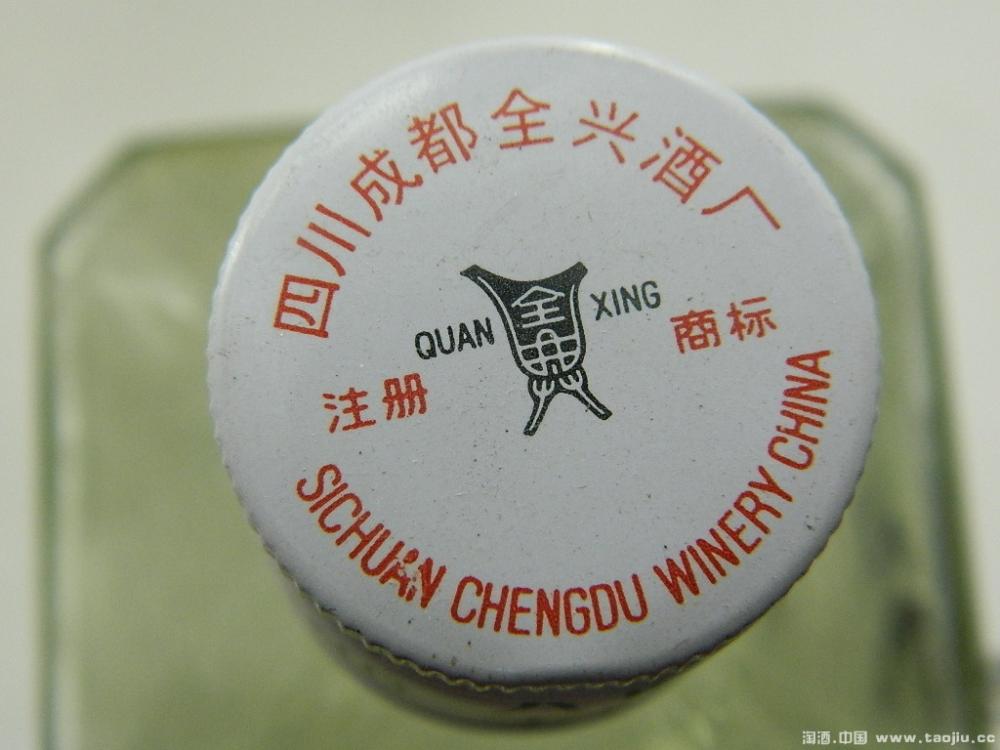 四川成都全兴酒厂
QUAN 全 XING
注册 商标
SICHUAN CHENGDU WINERY CHINA
淘酒.中国 www.taojiu.cc